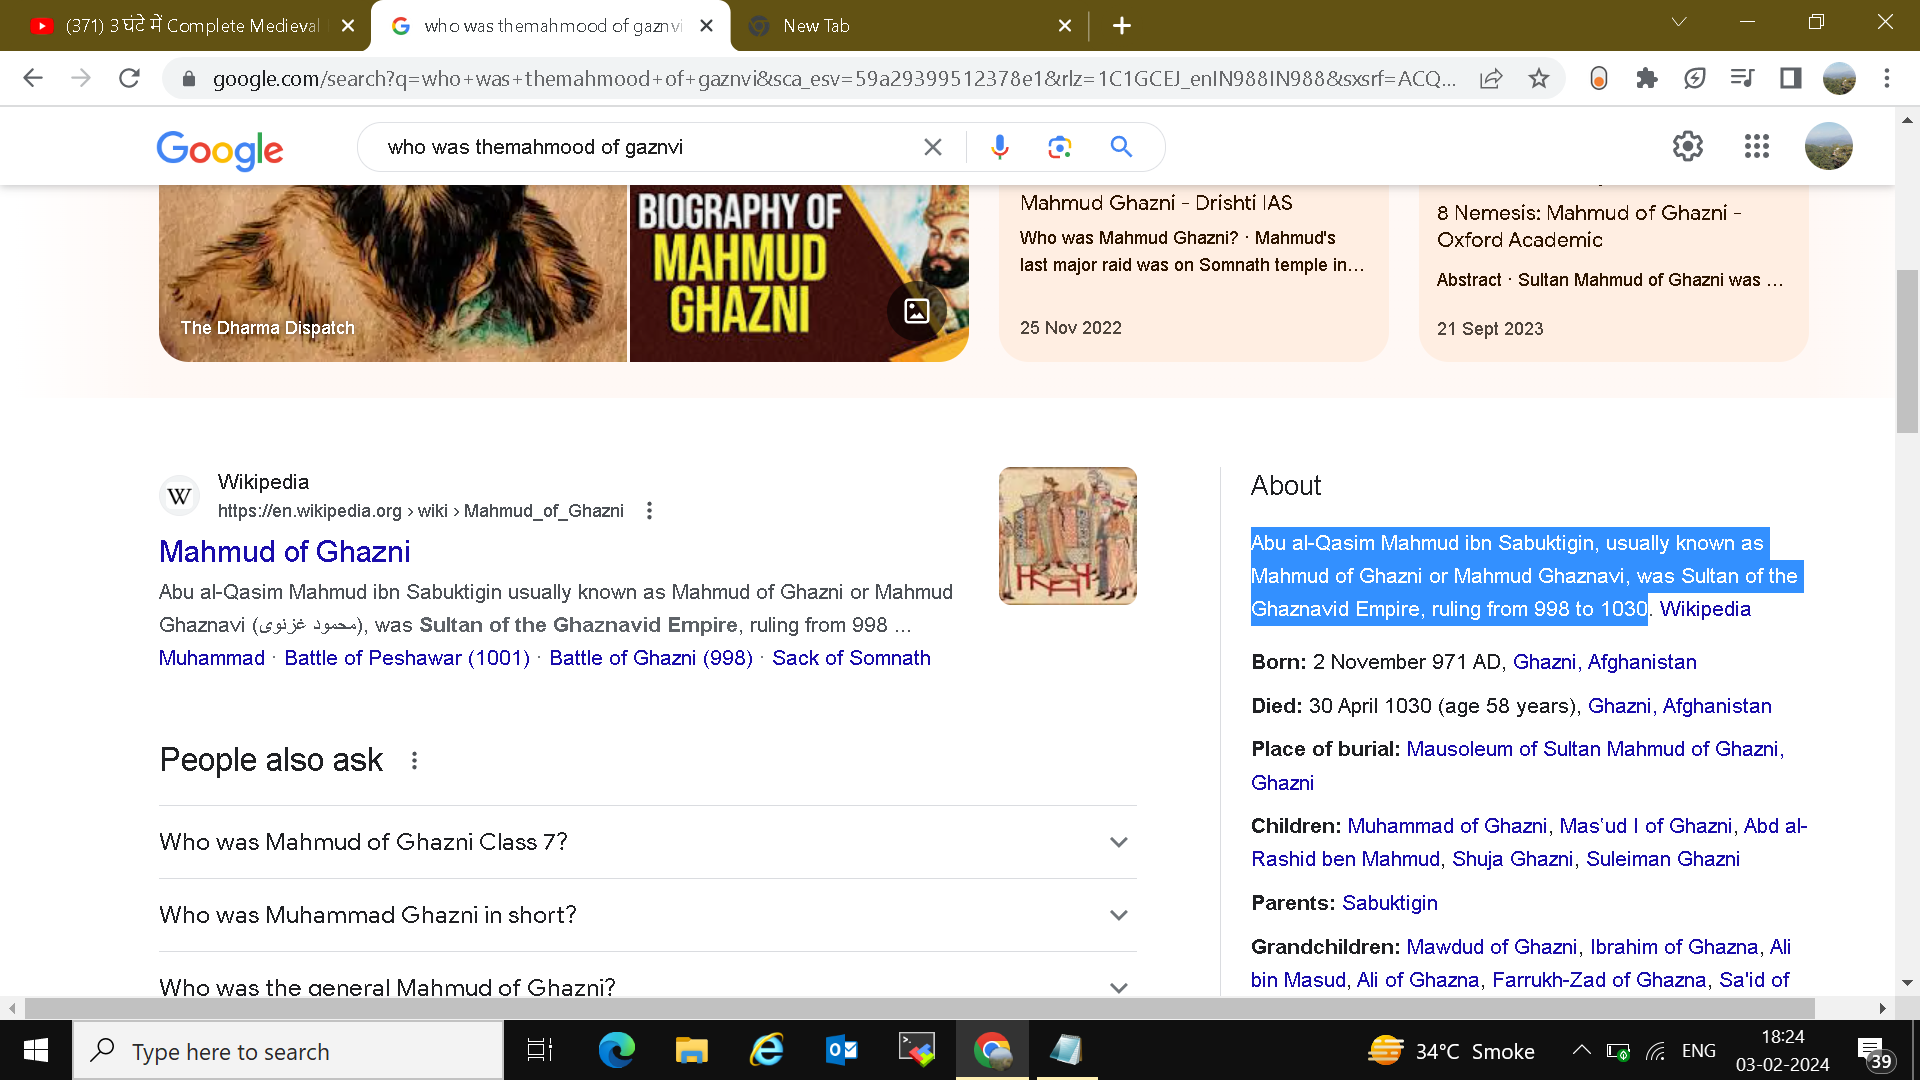 (371) 3 घंटे में Complete Medieval
who was themahmood of gaznvi
New Tab
google.com/search?q=who+was+themahmood+of+gaznvi&sca_esv=59a29399512378e1&rlz=1C1GCEJ_enIN988IN988&sxsrf=ACQ...
Google
who was themahmood of gaznvi
The Dharma Dispatch
BIOGRAPHY OF
MAHMUD
GHAZNI
Mahmud Ghazni - Drishti IAS
Who was Mahmud Ghazni? · Mahmud's
last major raid was on Somnath temple in...
25 Nov 2022
8 Nemesis: Mahmud of Ghazni -
Oxford Academic
Abstract · Sultan Mahmud of Ghazni was ...
21 Sept 2023
W
Wikipedia
https://en.wikipedia.org › wiki › Mahmud_of_Ghazni
Mahmud of Ghazni
Abu al-Qasim Mahmud ibn Sabuktigin usually known as Mahmud of Ghazni or Mahmud
Ghaznavi (محمود غزنوی), was Sultan of the Ghaznavid Empire, ruling from 998 ...
Muhammad · Battle of Peshawar (1001) · Battle of Ghazni (998) · Sack of Somnath
People also ask
Who was Mahmud of Ghazni Class 7?
Who was Muhammad Ghazni in short?
Who was the general Mahmud of Ghazni?
About
Abu al-Qasim Mahmud ibn Sabuktigin, usually known as
Mahmud of Ghazni or Mahmud Ghaznavi, was Sultan of the
Ghaznavid Empire, ruling from 998 to 1030. Wikipedia
Born: 2 November 971 AD, Ghazni, Afghanistan
Died: 30 April 1030 (age 58 years), Ghazni, Afghanistan
Place of burial: Mausoleum of Sultan Mahmud of Ghazni,
Ghazni
Children: Muhammad of Ghazni, Mas'ud I of Ghazni, Abd al-
Rashid ben Mahmud, Shuja Ghazni, Suleiman Ghazni
Parents: Sabuktigin
Grandchildren: Mawdud of Ghazni, Ibrahim of Ghazna, Ali
bin Masud, Ali of Ghazna, Farrukh-Zad of Ghazna, Sa'id of
Type here to search
34°C Smoke
ENG
18:24
03-02-2024
39